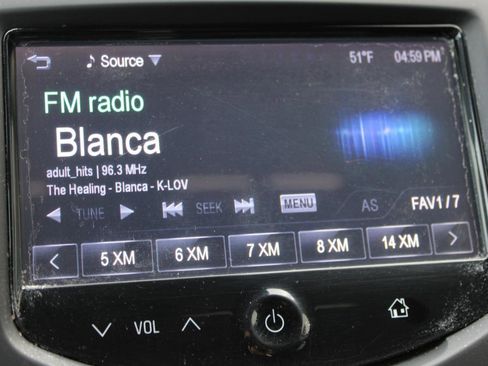 ♪ Source ▼ 51°F 04:59 PM
FM radio
Blanca
adult_hits | 96.3 MHz
The Healing - Blanca - K-LOV
TUNE SEEK MENU AS FAV1 / 7
5 XM 6 XM 7 XM 8 XM 14 XM
VOL